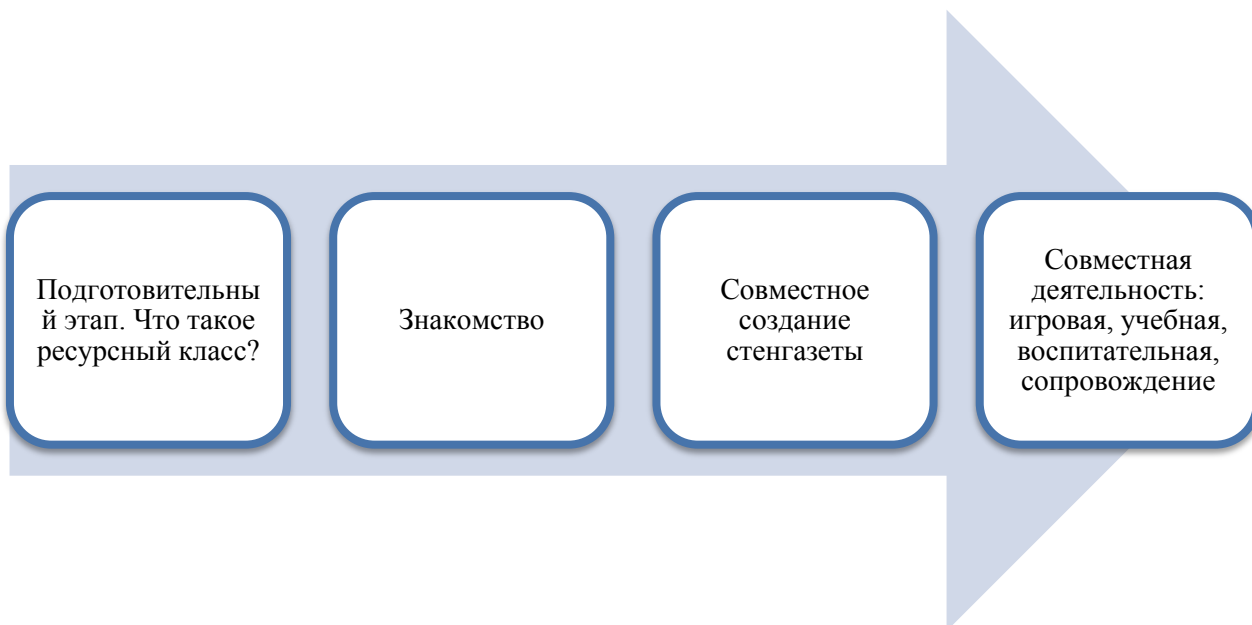 Подготовительны
й этап. Что такое
ресурсный класс?
Знакомство
Совместное
создание
стенгазеты
Совместная
деятельность:
игровая, учебная,
воспитательная,
сопровождение